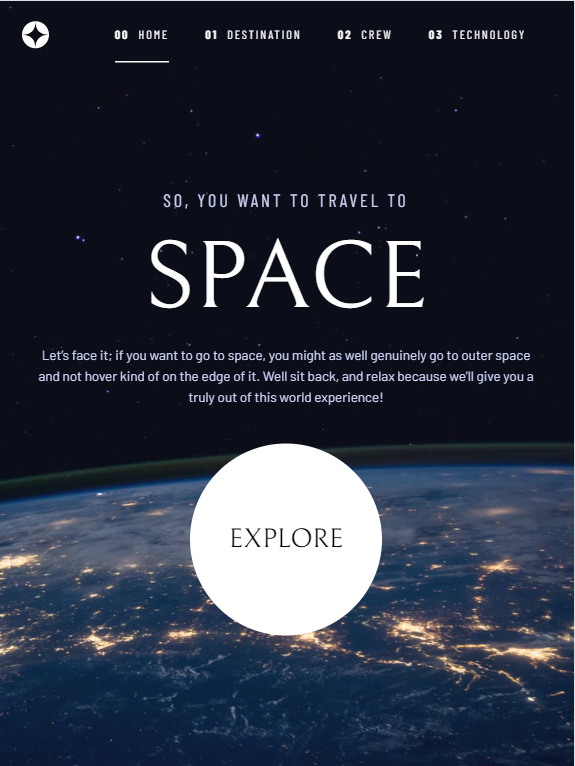 00 HOME 01 DESTINATION 02 CREW 03 TECHNOLOGY
SO, YOU WANT TO TRAVEL TO
SPACE
Let's face it; if you want to go to space, you might as well genuinely go to outer space
and not hover kind of on the edge of it. Well sit back, and relax because we'll give you a
truly out of this world experience!
EXPLORE